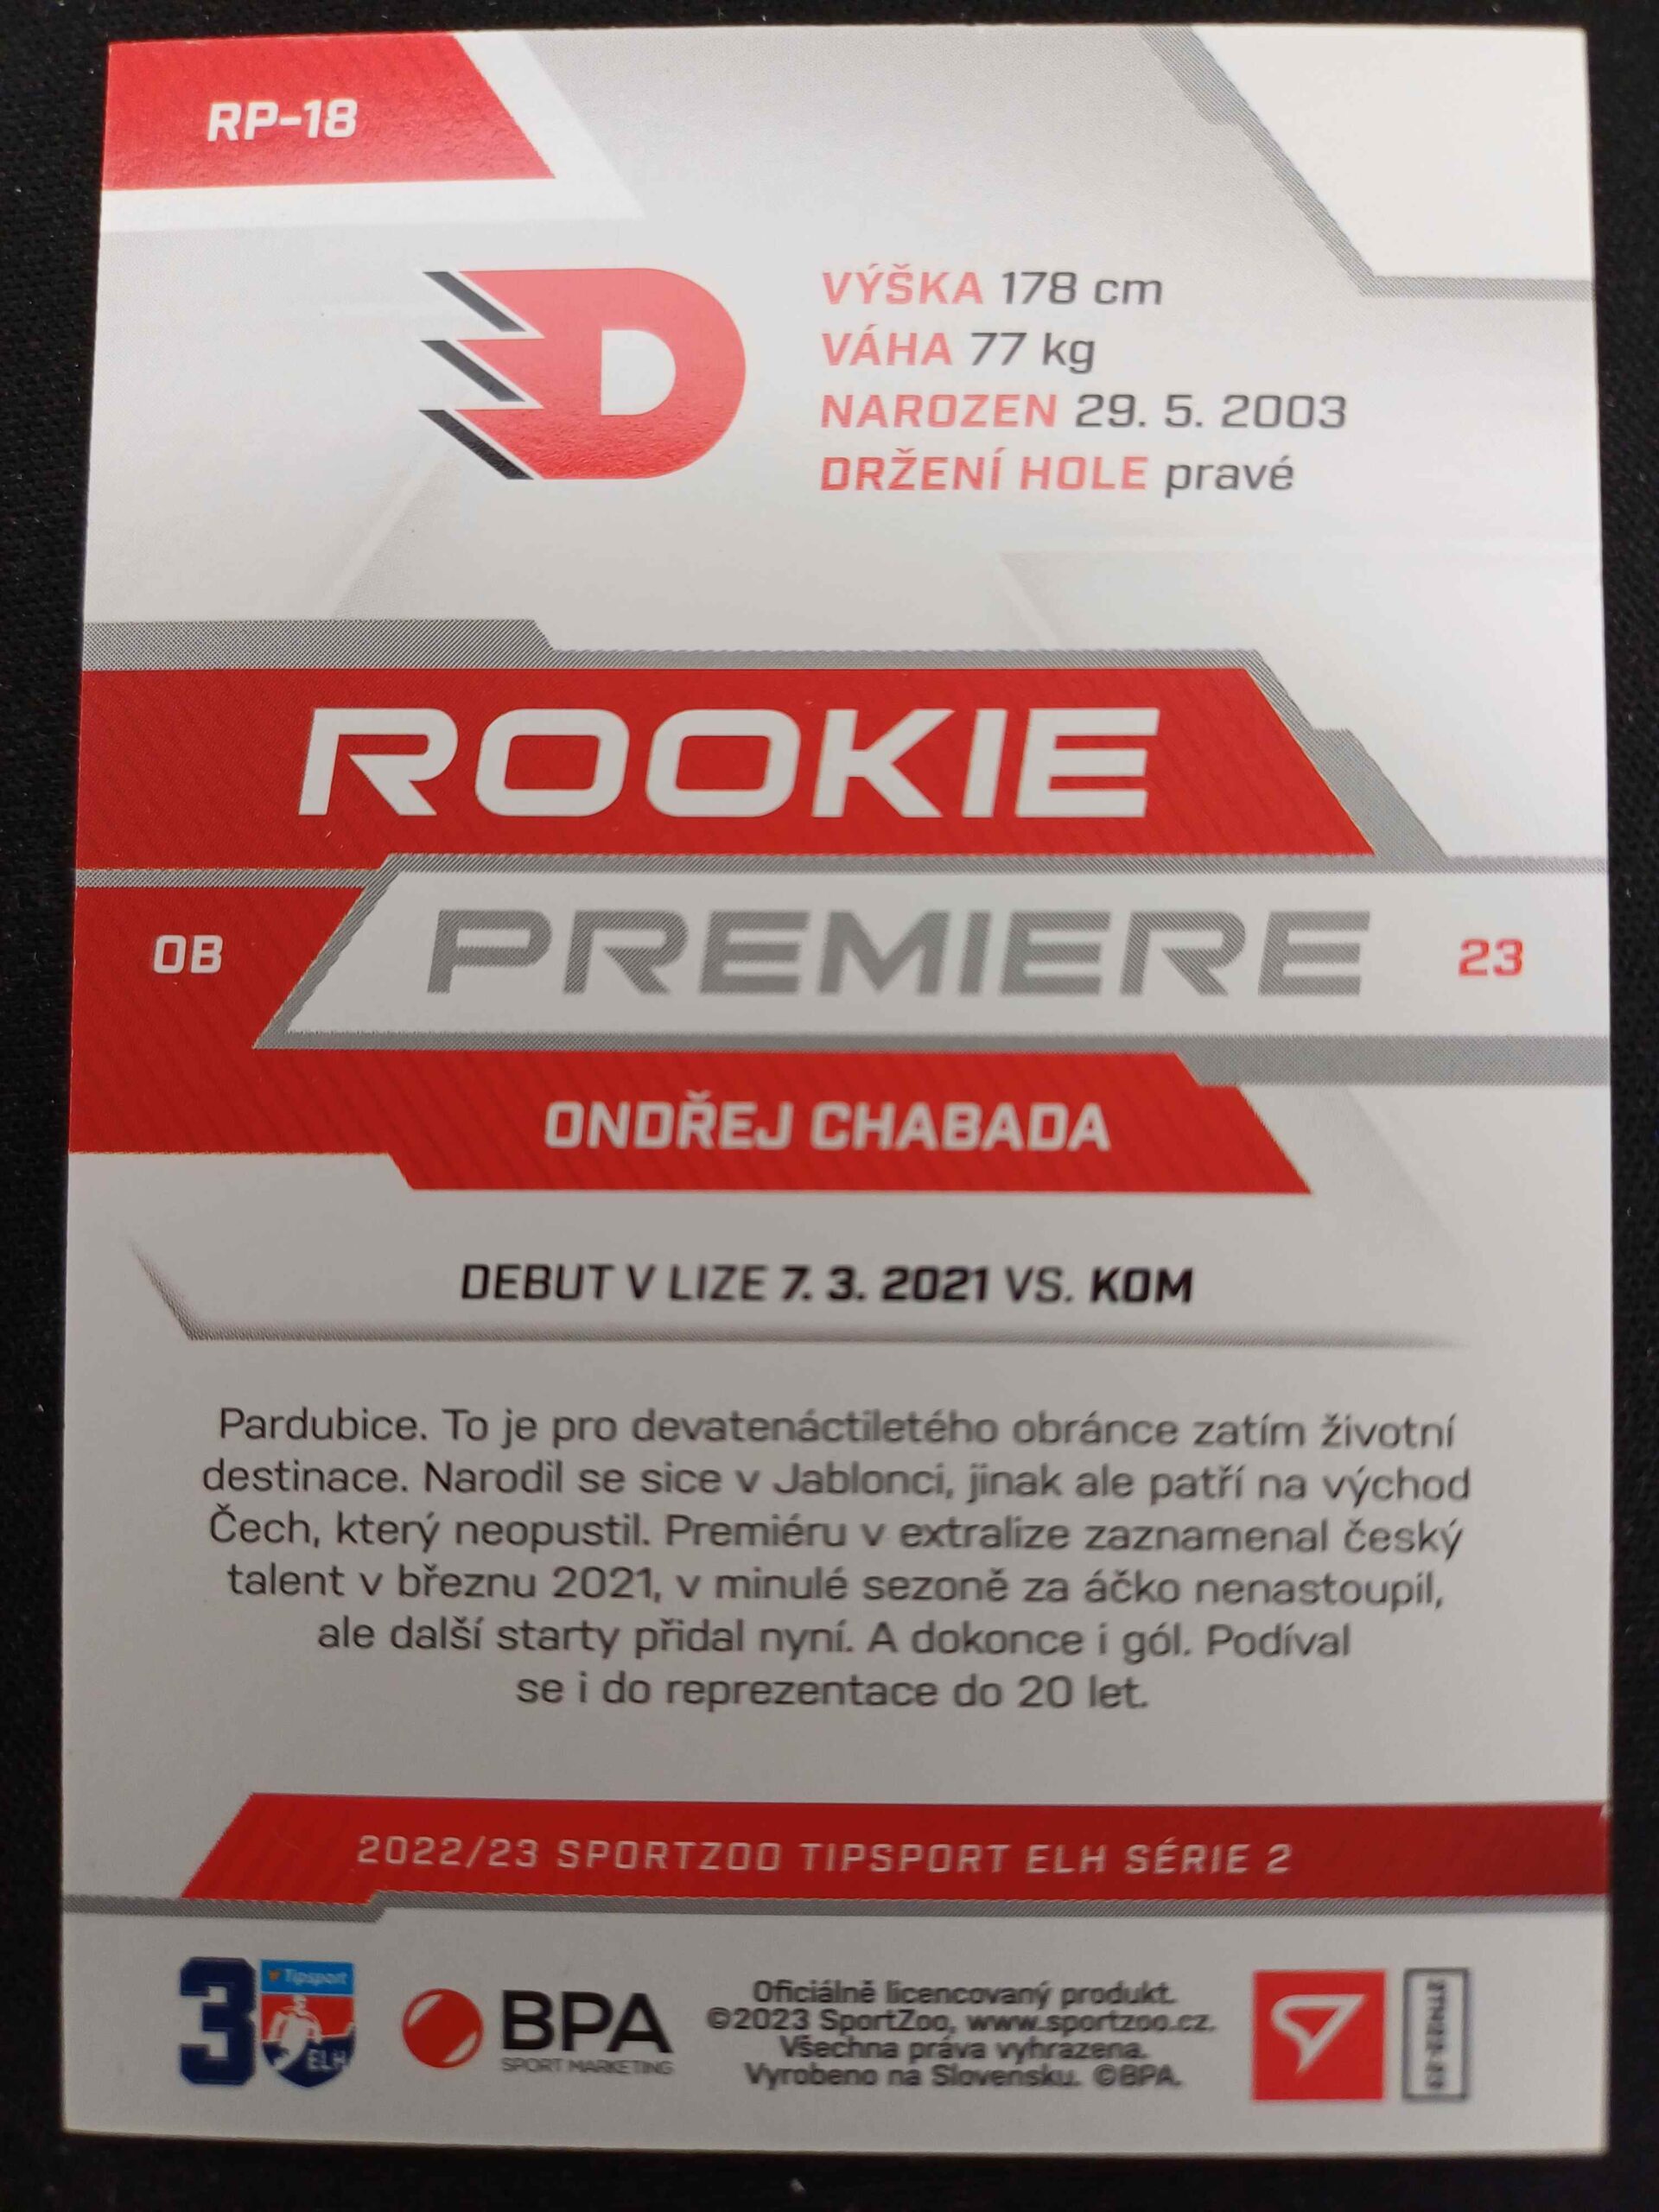 RP-18
D
VÝŠKA 178 cm
VÁHA 77 kg
NAROZEN 29. 5. 2003
DRŽENÍ HOLE pravé
ROOKIE
OB
PREMIERE
23
ONDŘEJ CHABADA
DEBUT V LIZE 7. 3. 2021 VS. KOM
Pardubice. To je pro devatenáctiletého obránce zatím životní
destinace. Narodil se sice v Jablonci, jinak ale patří na východ
Čech, který neopustil. Premiéru v extralize zaznamenal český
talent v březnu 2021, v minulé sezoně za áčko nenastoupil,
ale další starty přidal nyní. A dokonce i gól. Podíval
se i do reprezentace do 20 let.
2022/23 SPORTZOO TIPSPORT ELH SÉRIE 2
3
Tipsport
ELH
BPA
SPORT MARKETING
Oficiálně licencovaný produkt.
©2023 SportZoo, www.sportzoo.cz.
Všechna práva vyhrazena.
Vyrobeno na Slovensku. ©BPA.